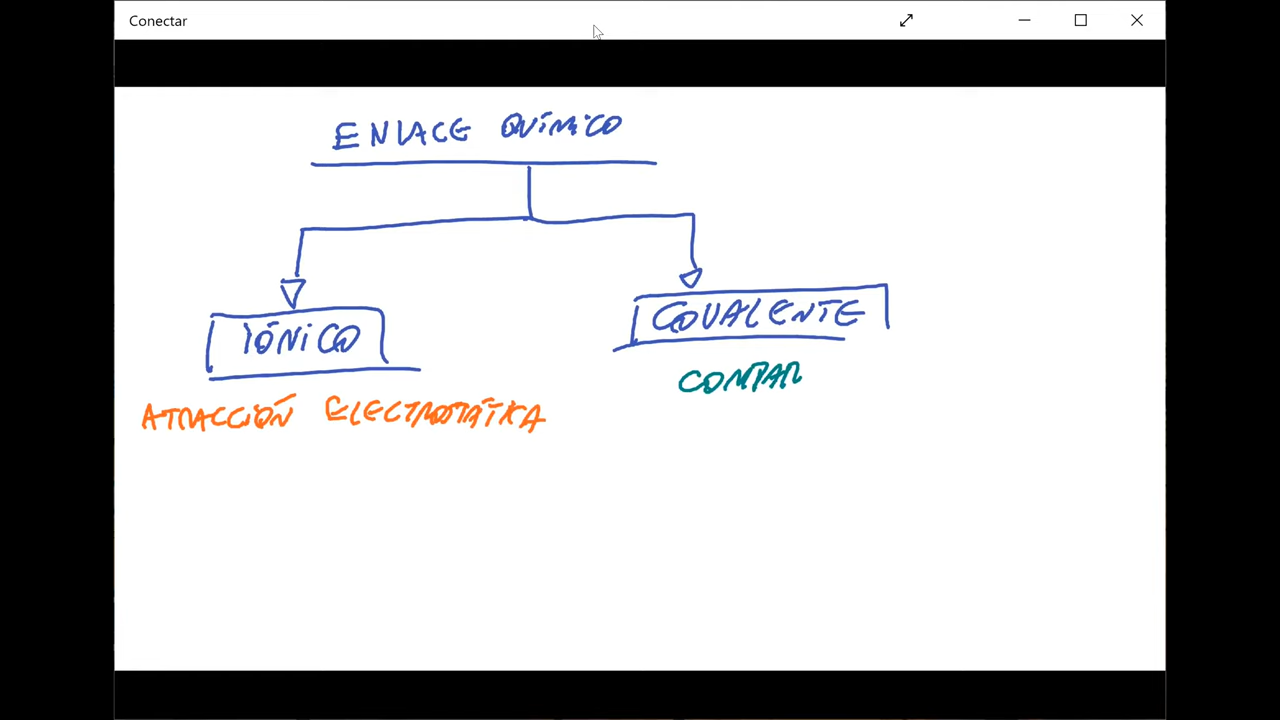 Conectar
ENLACE QUÍMICO
IÓNICO
COVALENTE
ATRACCIÓN ELECTROSTÁTICA
COMPAR